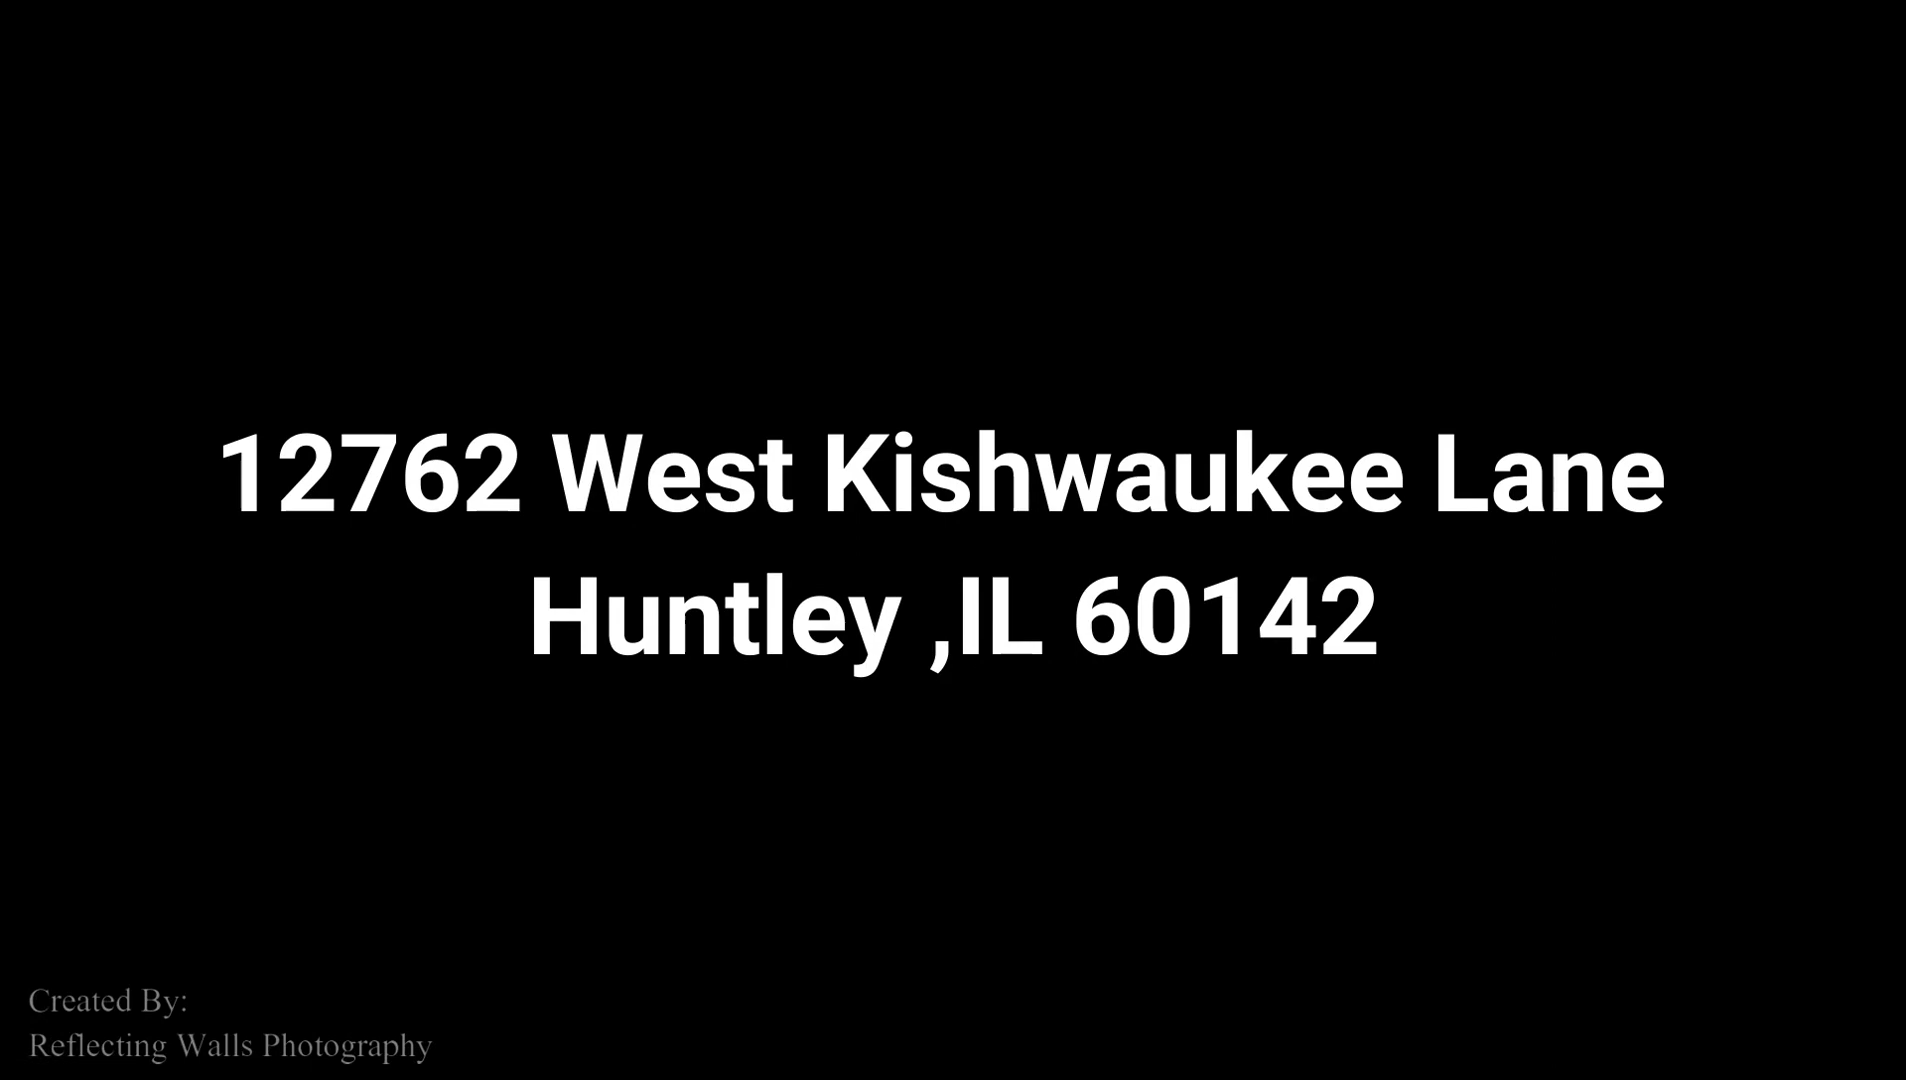 12762 West Kishwaukee Lane
Huntley ,IL 60142
Created By:
Reflecting Walls Photography